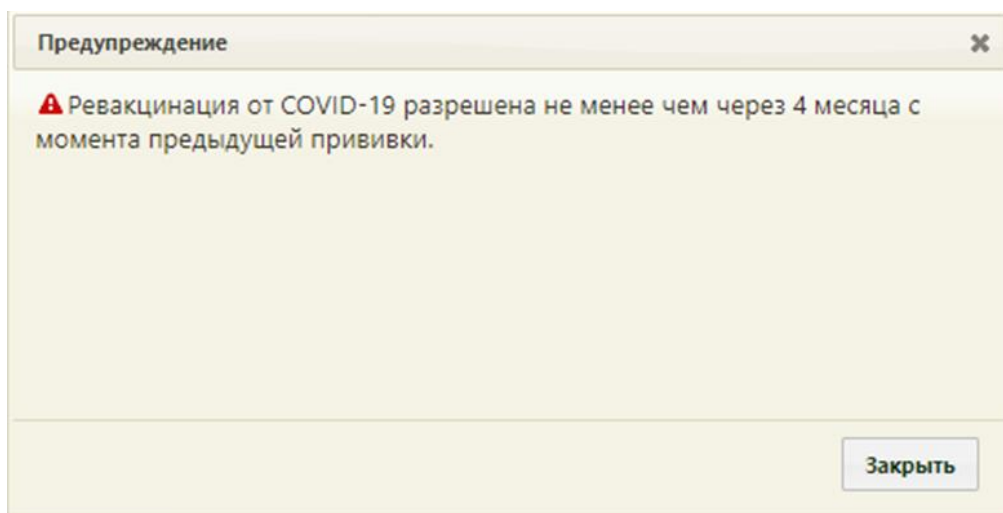 Предупреждение
Ревакцинация от COVID-19 разрешена не менее чем через 4 месяца с
момента предыдущей прививки.
Закрыть